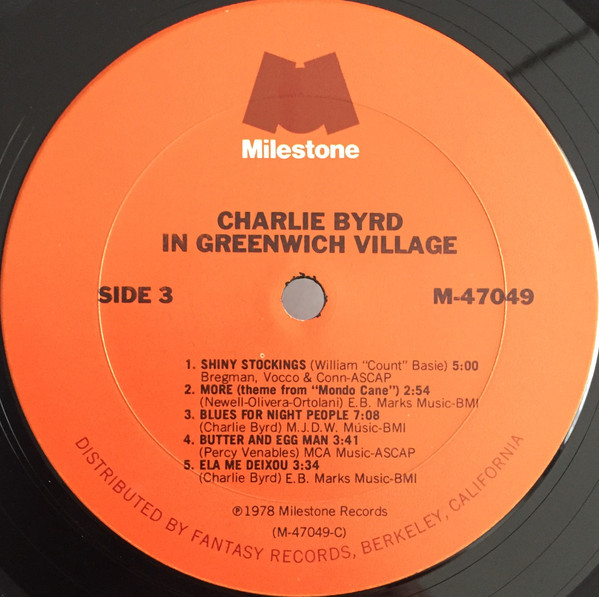 Milestone
CHARLIE BYRD
IN GREENWICH VILLAGE
SIDE 3
M-47049
1. SHINY STOCKINGS (William "Count" Basie) 5:00
Bregman, Vocco & Conn-ASCAP
2. MORE (theme from "Mondo Cane") 2:54
(Newell-Olivera-Ortolani) E.B. Marks Music-BMI
3. BLUES FOR NIGHT PEOPLE 7:08
(Charlie Byrd) M.J.D.W. Music-BMI
4. BUTTER AND EGG MAN 3:41
(Percy Venables) MCA Music-ASCAP
5. ELA ME DEIXOU 3:34
(Charlie Byrd) E.B. Marks Music-BMI
℗1978 Milestone Records
(M-47049-C)
DISTRIBUTED BY FANTASY RECORDS, BERKELEY, CALIFORNIA